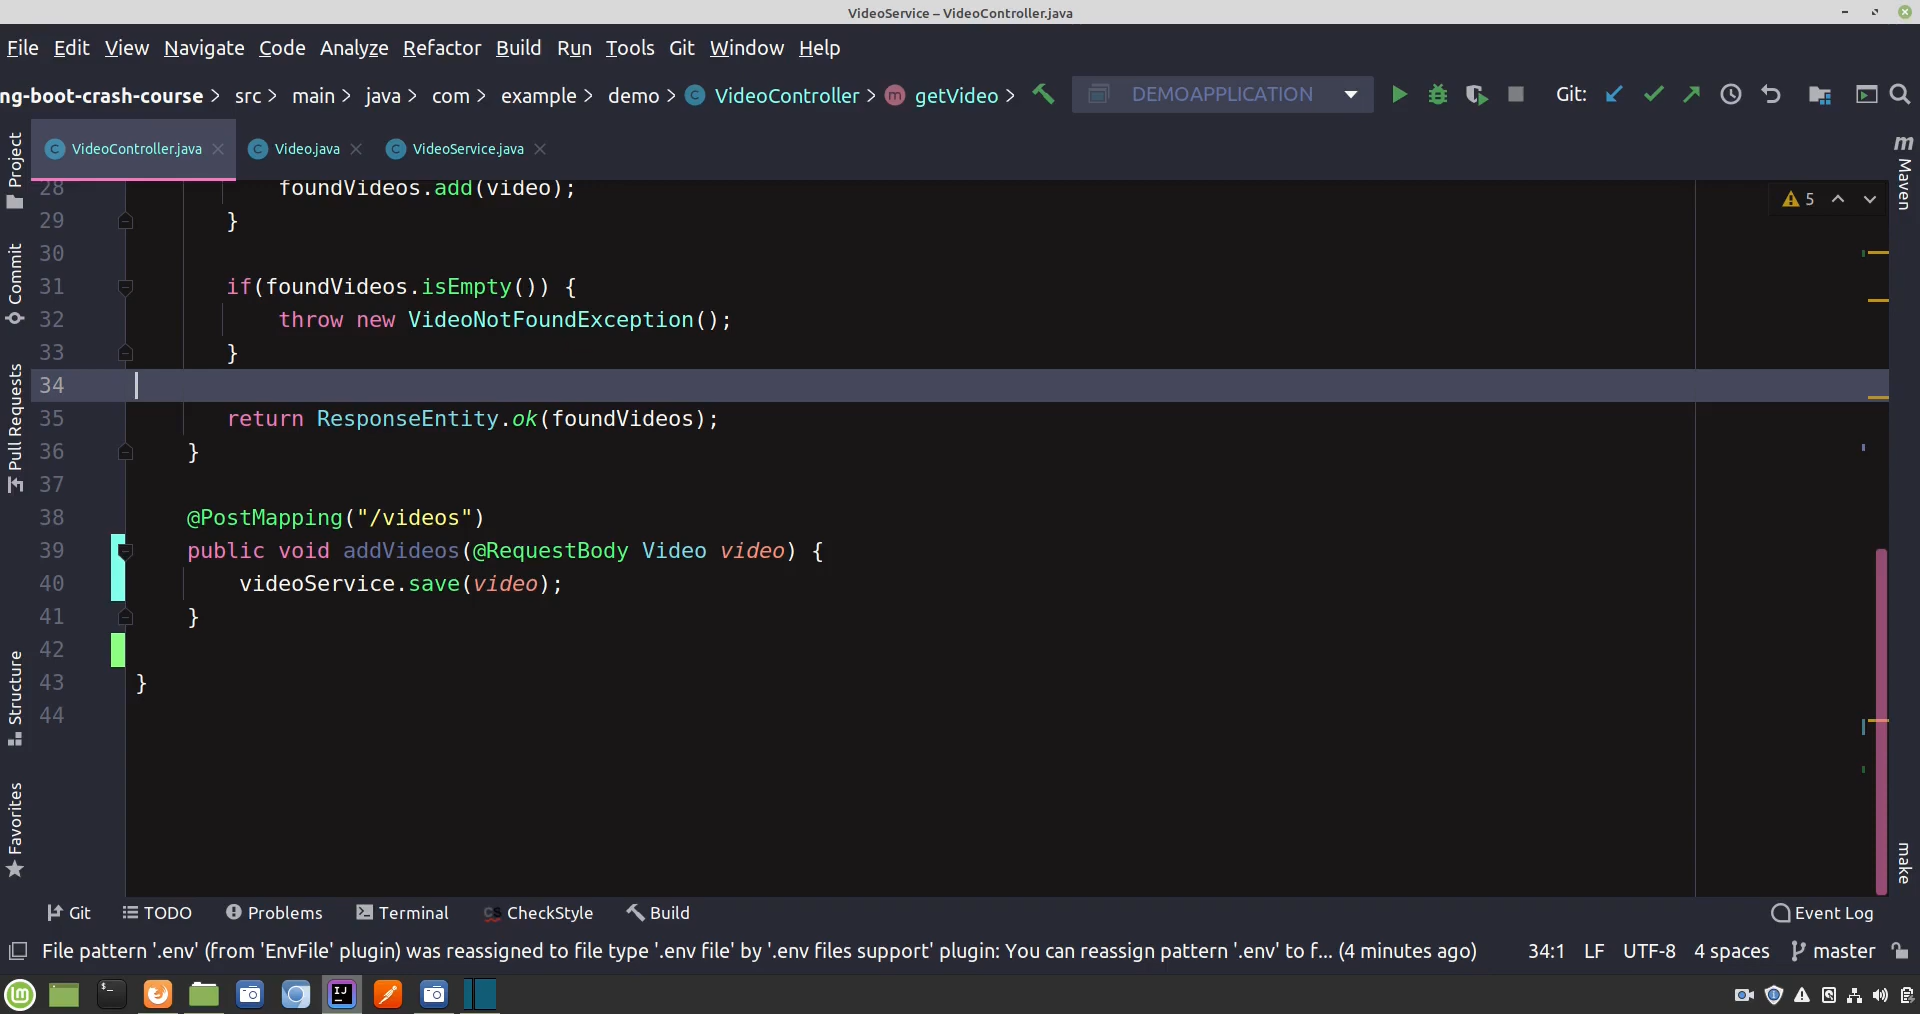 VideoService – VideoController.java
File Edit View Navigate Code Analyze Refactor Build Run Tools Git Window Help
ng-boot-crash-course > src > main > java > com > example > demo > C VideoController > m getVideo > DEMOAPPLICATION Git:
Project
Commit
Pull Requests
Structure
Favorites
C VideoController.java C Video.java C VideoService.java
5
28 foundVideos.add(video);
29 }
30
31 if(foundVideos.isEmpty()) {
32 throw new VideoNotFoundException();
33 }
34
35 return ResponseEntity.ok(foundVideos);
36 }
37
38 @PostMapping("/videos")
39 public void addVideos(@RequestBody Video video) {
40 videoService.save(video);
41 }
42
43 }
44
m Maven
make
Git TODO Problems Terminal CS CheckStyle Build Event Log
File pattern '.env' (from 'EnvFile' plugin) was reassigned to file type '.env file' by '.env files support' plugin: You can reassign pattern '.env' to f... (4 minutes ago) 34:1 LF UTF-8 4 spaces master